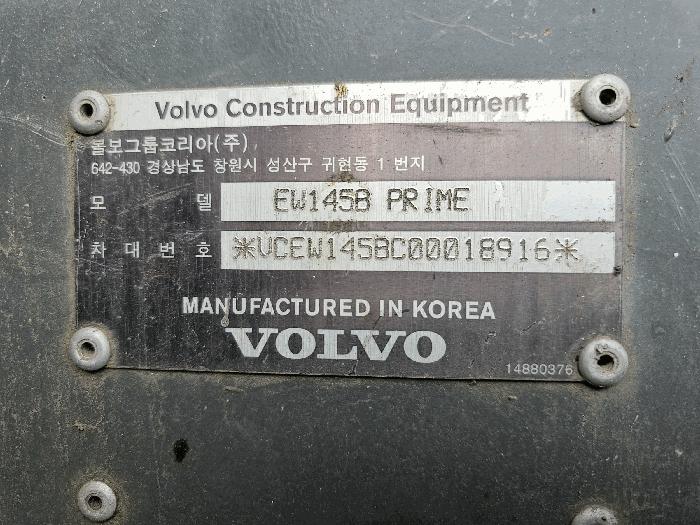 Volvo Construction Equipment
볼보그룹코리아(주)
642-430 경상남도 창원시 성산구 귀현동 1 번지
모 델 EW145B PRIME
차 대 번 호 *VCEW145BC00018916*
MANUFACTURED IN KOREA
VOLVO
14880376